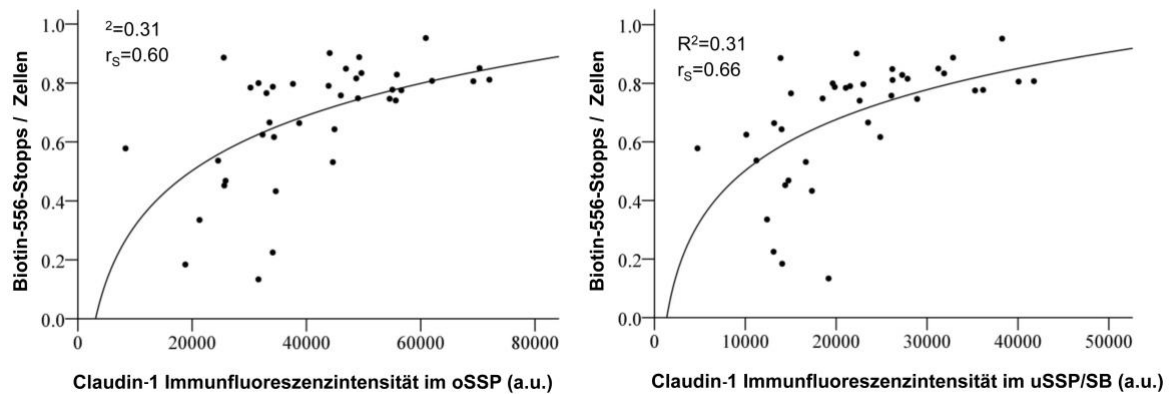 ²=0.31
rS=0.60
Biotin-556-Stopps / Zellen
1.0
0.8
0.6
0.4
0.2
0.0
0 20000 40000 60000 80000
Claudin-1 Immunfluoreszenzintensität im oSSP (a.u.)
R²=0.31
rS=0.66
Biotin-556-Stopps / Zellen
1.0
0.8
0.6
0.4
0.2
0.0
0 10000 20000 30000 40000 50000
Claudin-1 Immunfluoreszenzintensität im uSSP/SB (a.u.)